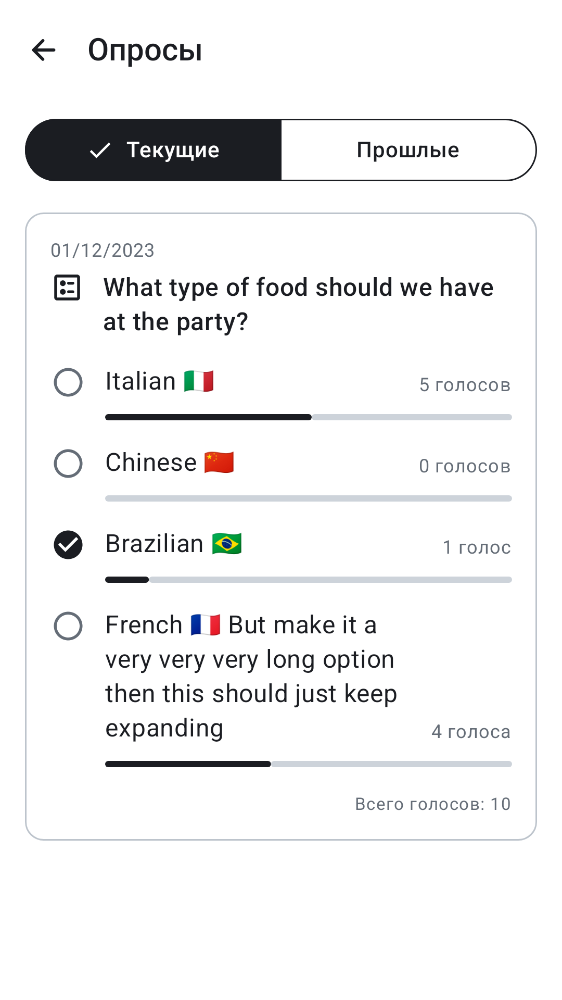 Опросы
Текущие
Прошлые
01/12/2023
What type of food should we have
at the party?
Italian 🇮🇹
5 голосов
Chinese 🇨🇳
0 голосов
Brazilian 🇧🇷
1 голос
French 🇫🇷 But make it a
very very very long option
then this should just keep
expanding
4 голоса
Всего голосов: 10